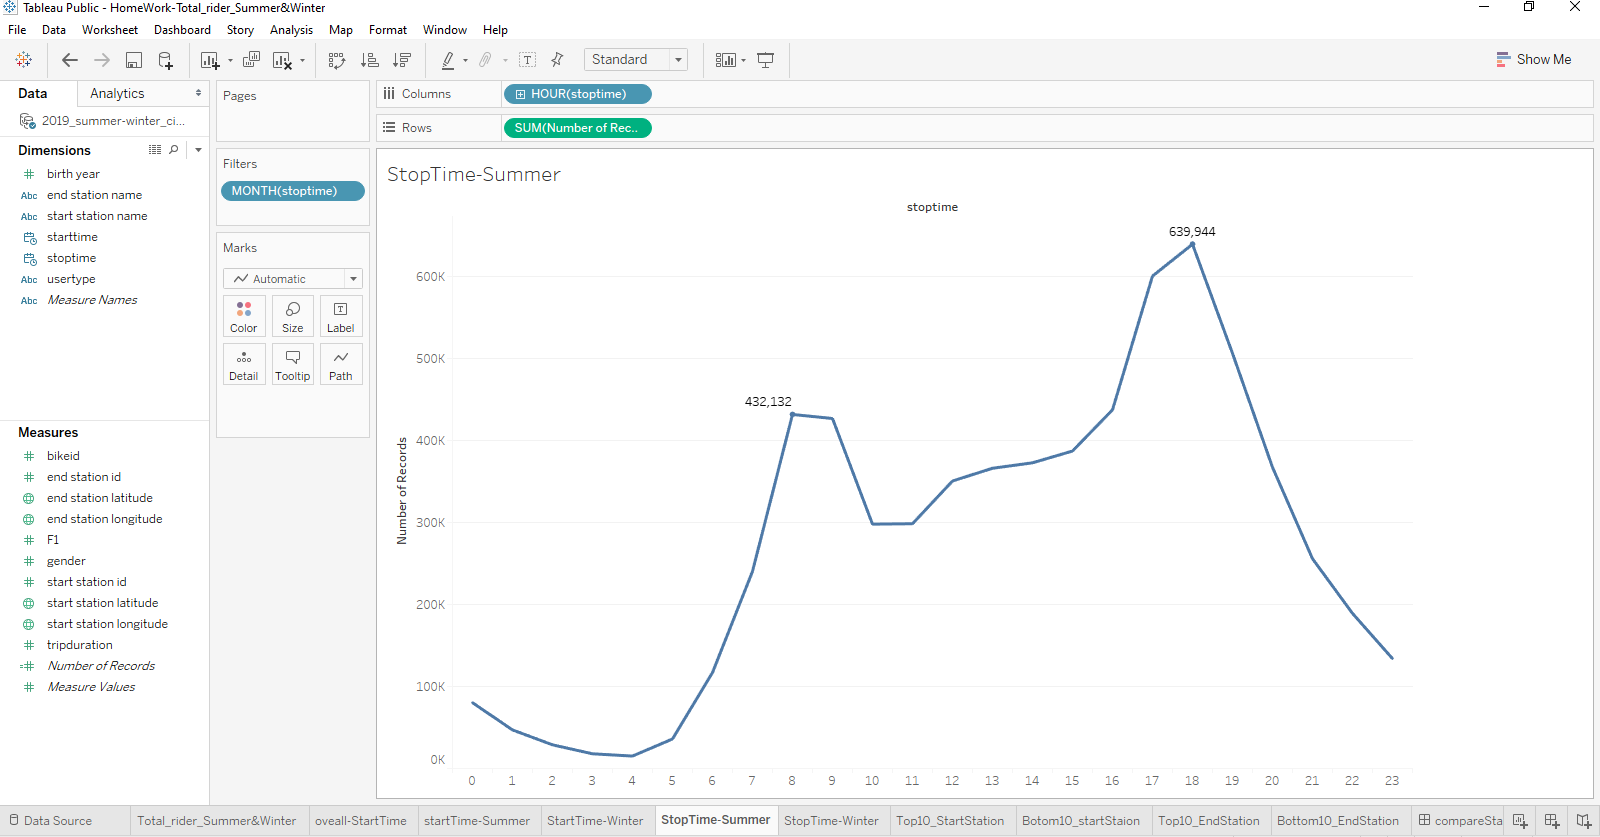 Tableau Public - HomeWork-Total_rider_Summer&Winter
File Data Worksheet Dashboard Story Analysis Map Format Window Help
Standard
Show Me
Data Analytics
2019_summer-winter_ci...
Dimensions
birth year
Abc end station name
Abc start station name
starttime
stoptime
Abc usertype
Abc Measure Names
Measures
bikeid
end station id
end station latitude
end station longitude
F1
gender
start station id
start station latitude
start station longitude
tripduration
Number of Records
Measure Values
Pages
Filters
MONTH(stoptime)
Marks
Automatic
Color Size Label
Detail Tooltip Path
Columns HOUR(stoptime)
Rows SUM(Number of Rec..
StopTime-Summer
stoptime
639,944
432,132
Number of Records
600K
500K
400K
300K
200K
100K
0K
0 1 2 3 4 5 6 7 8 9 10 11 12 13 14 15 16 17 18 19 20 21 22 23
Data Source Total_rider_Summer&Winter oveall-StartTime startTime-Summer StartTime-Winter StopTime-Summer StopTime-Winter Top10_StartStation Botom10_startStaion Top10_EndStation Bottom10_EndStation compareSta